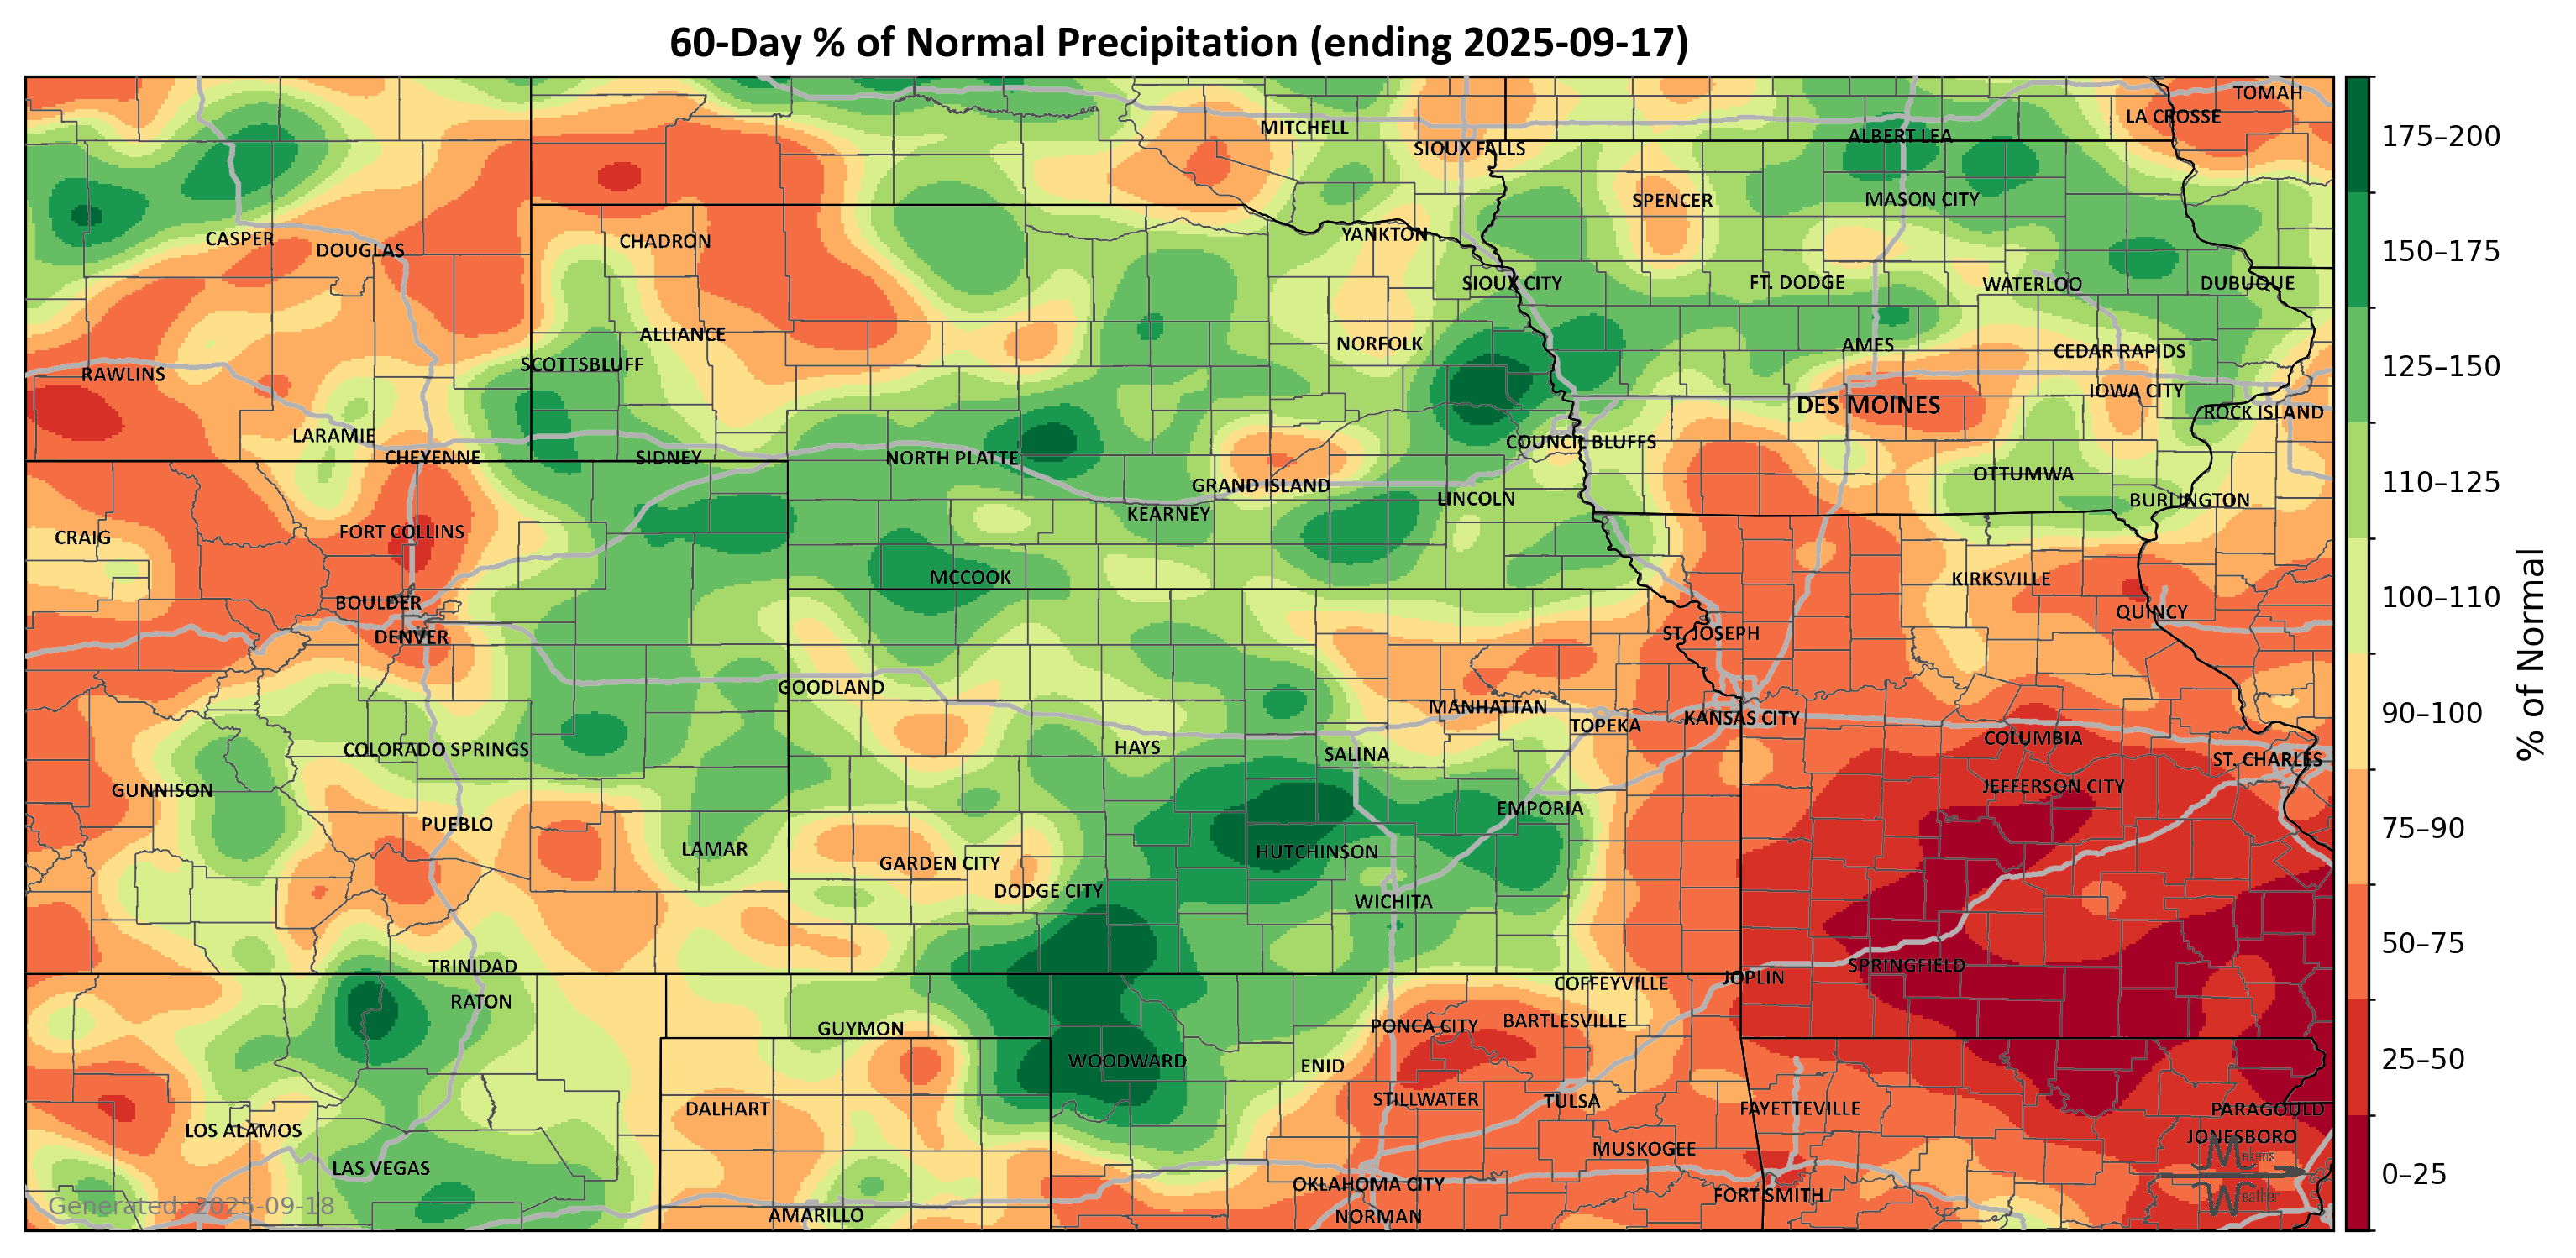 60-Day % of Normal Precipitation (ending 2025-09-17)
TOMAH
LA CROSSE
MITCHELL
ALBERT LEA
SIOUX FALLS
SPENCER
MASON CITY
YANKTON
CASPER
CHADRON
DOUGLAS
SIOUX CITY
FT. DODGE
WATERLOO
DUBUQUE
ALLIANCE
NORFOLK
AMES
CEDAR RAPIDS
SCOTTSBLUFF
RAWLINS
IOWA CITY
DES MOINES
ROCK ISLAND
LARAMIE
COUNCIL BLUFFS
CHEYENNE
SIDNEY
NORTH PLATTE
OTTUMWA
GRAND ISLAND
LINCOLN
BURLINGTON
KEARNEY
FORT COLLINS
CRAIG
MCCOOK
KIRKSVILLE
BOULDER
QUINCY
DENVER
ST. JOSEPH
GOODLAND
MANHATTAN
TOPEKA
KANSAS CITY
COLUMBIA
COLORADO SPRINGS
HAYS
SALINA
ST. CHARLES
GUNNISON
JEFFERSON CITY
EMPORIA
PUEBLO
LAMAR
HUTCHINSON
GARDEN CITY
DODGE CITY
WICHITA
TRINIDAD
SPRINGFIELD
JOPLIN
COFFEYVILLE
RATON
GUYMON
PONCA CITY
BARTLESVILLE
WOODWARD
ENID
DALHART
STILLWATER
TULSA
FAYETTEVILLE
PARAGOULD
LOS ALAMOS
JONESBORO
MUSKOGEE
LAS VEGAS
OKLAHOMA CITY
FORT SMITH
AMARILLO
NORMAN
Makens
Weather
Generated: 2025-09-18
175–200
150–175
125–150
110–125
100–110
90–100
75–90
50–75
25–50
0–25
% of Normal